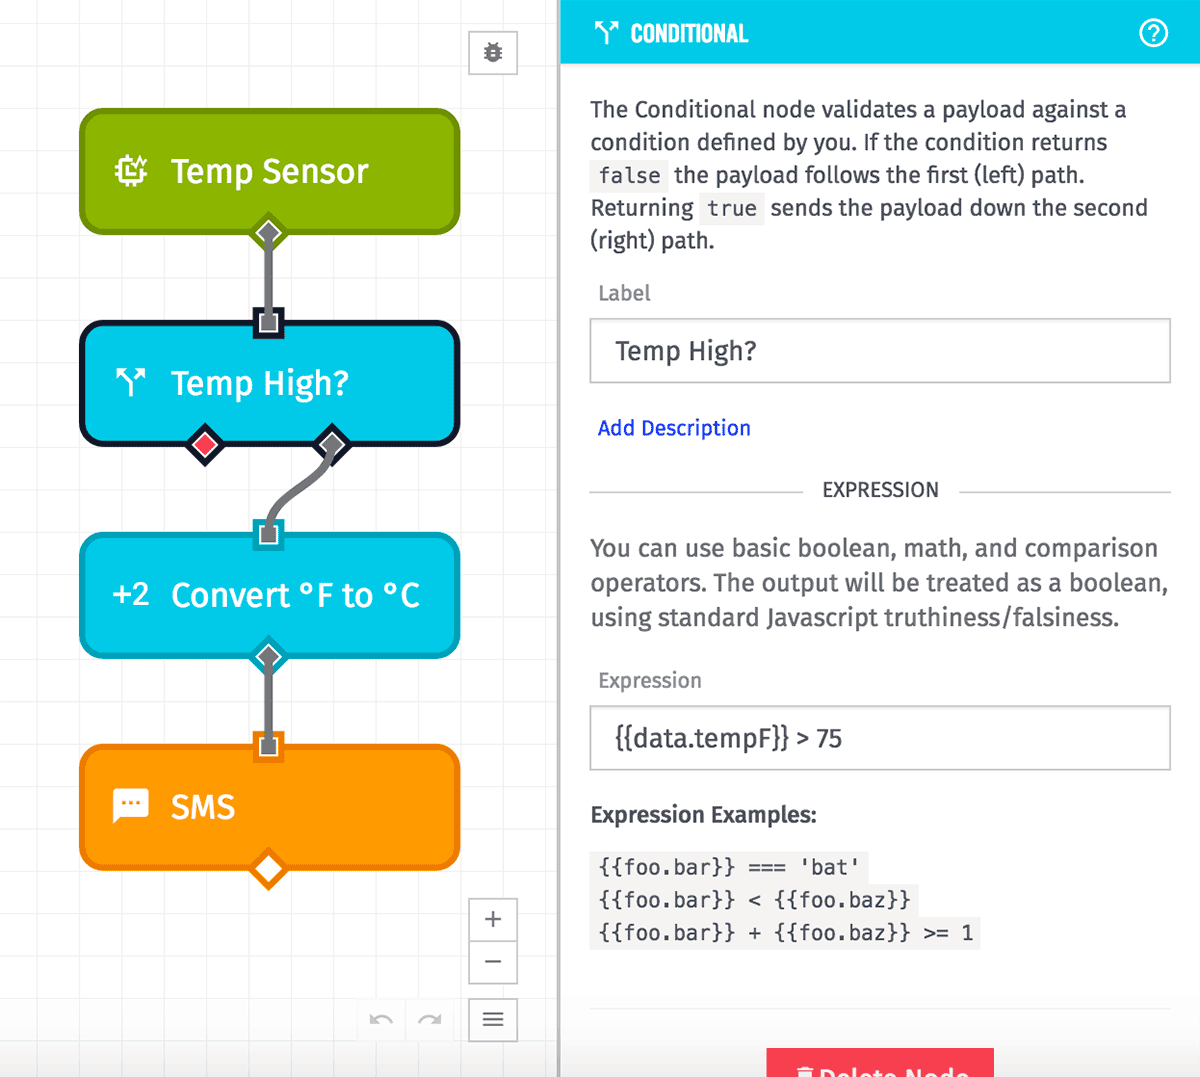 Temp Sensor
Temp High?
+2 Convert °F to °C
SMS
CONDITIONAL
The Conditional node validates a payload against a
condition defined by you. If the condition returns
false the payload follows the first (left) path.
Returning true sends the payload down the second
(right) path.
Label
Temp High?
Add Description
EXPRESSION
You can use basic boolean, math, and comparison
operators. The output will be treated as a boolean,
using standard Javascript truthiness/falsiness.
Expression
{{data.tempF}} > 75
Expression Examples:
{{foo.bar}} === 'bat'
{{foo.bar}} < {{foo.baz}}
{{foo.bar}} + {{foo.baz}} >= 1
Delete Node